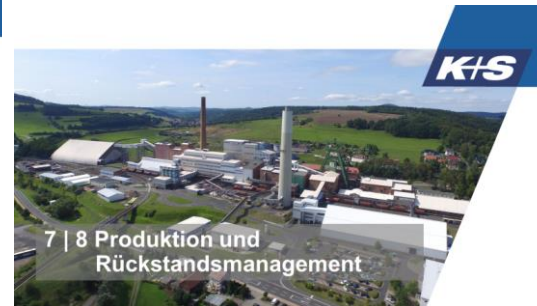 K+S
7 | 8 Produktion und
Rückstandsmanagement